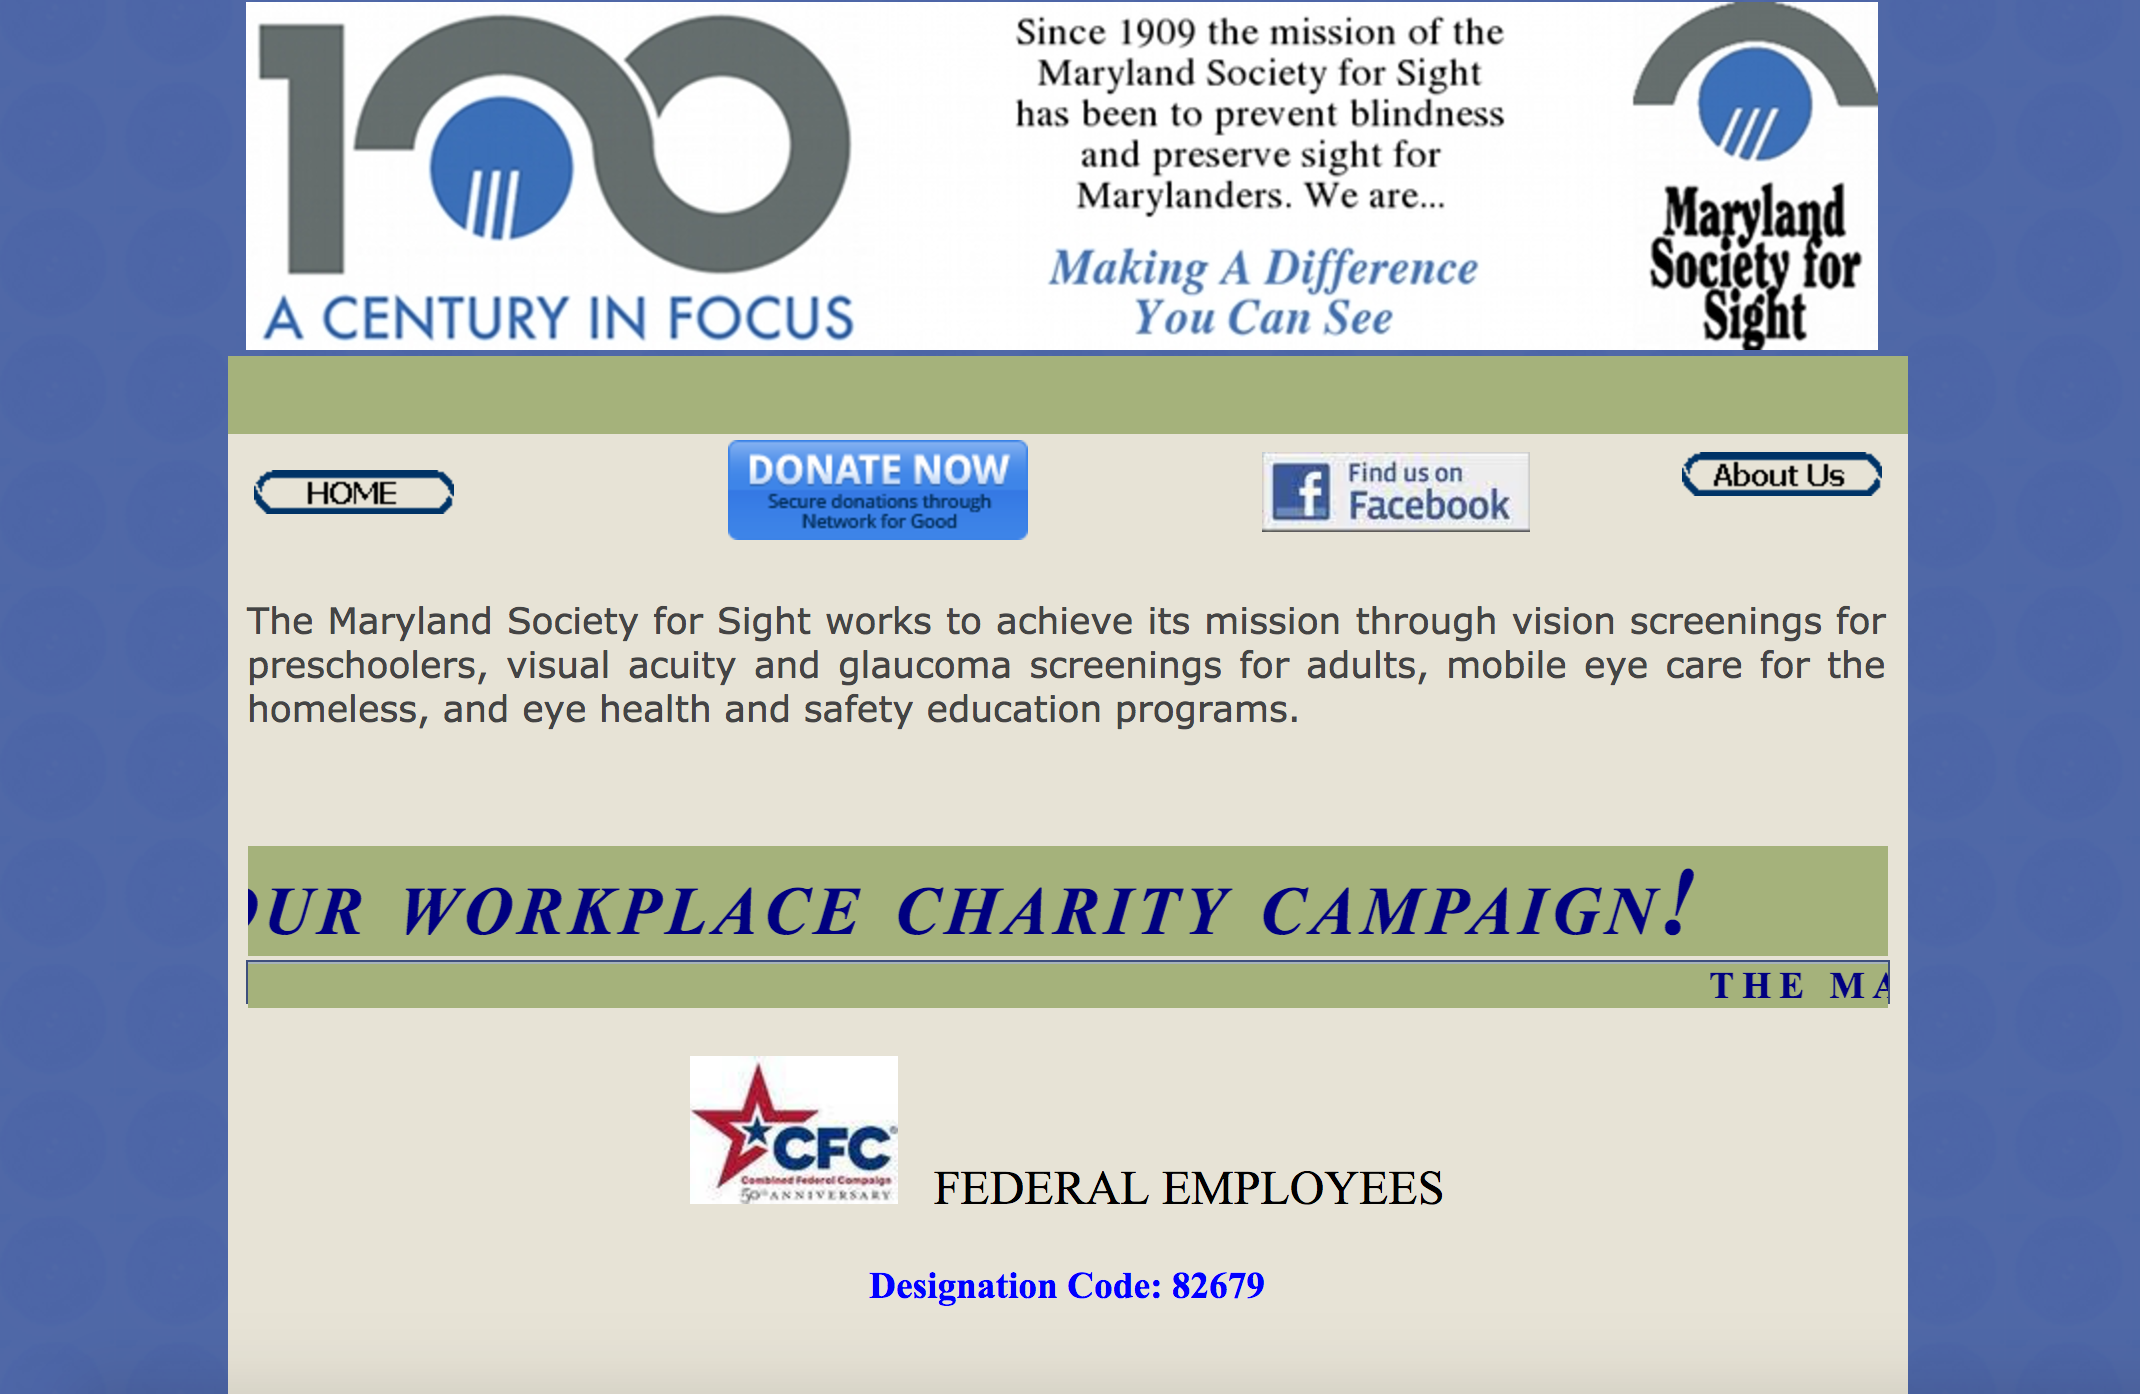 100
A CENTURY IN FOCUS
Since 1909 the mission of the
Maryland Society for Sight
has been to prevent blindness
and preserve sight for
Marylanders. We are...
Making A Difference
You Can See
Maryland
Society for
Sight
HOME
DONATE NOW
Secure donations through
Network for Good
f Find us on
Facebook
About Us
The Maryland Society for Sight works to achieve its mission through vision screenings for
preschoolers, visual acuity and glaucoma screenings for adults, mobile eye care for the
homeless, and eye health and safety education programs.
OUR WORKPLACE CHARITY CAMPAIGN!
THE MA
CFC
Combined Federal Campaign
50th ANNIVERSARY
FEDERAL EMPLOYEES
Designation Code: 82679